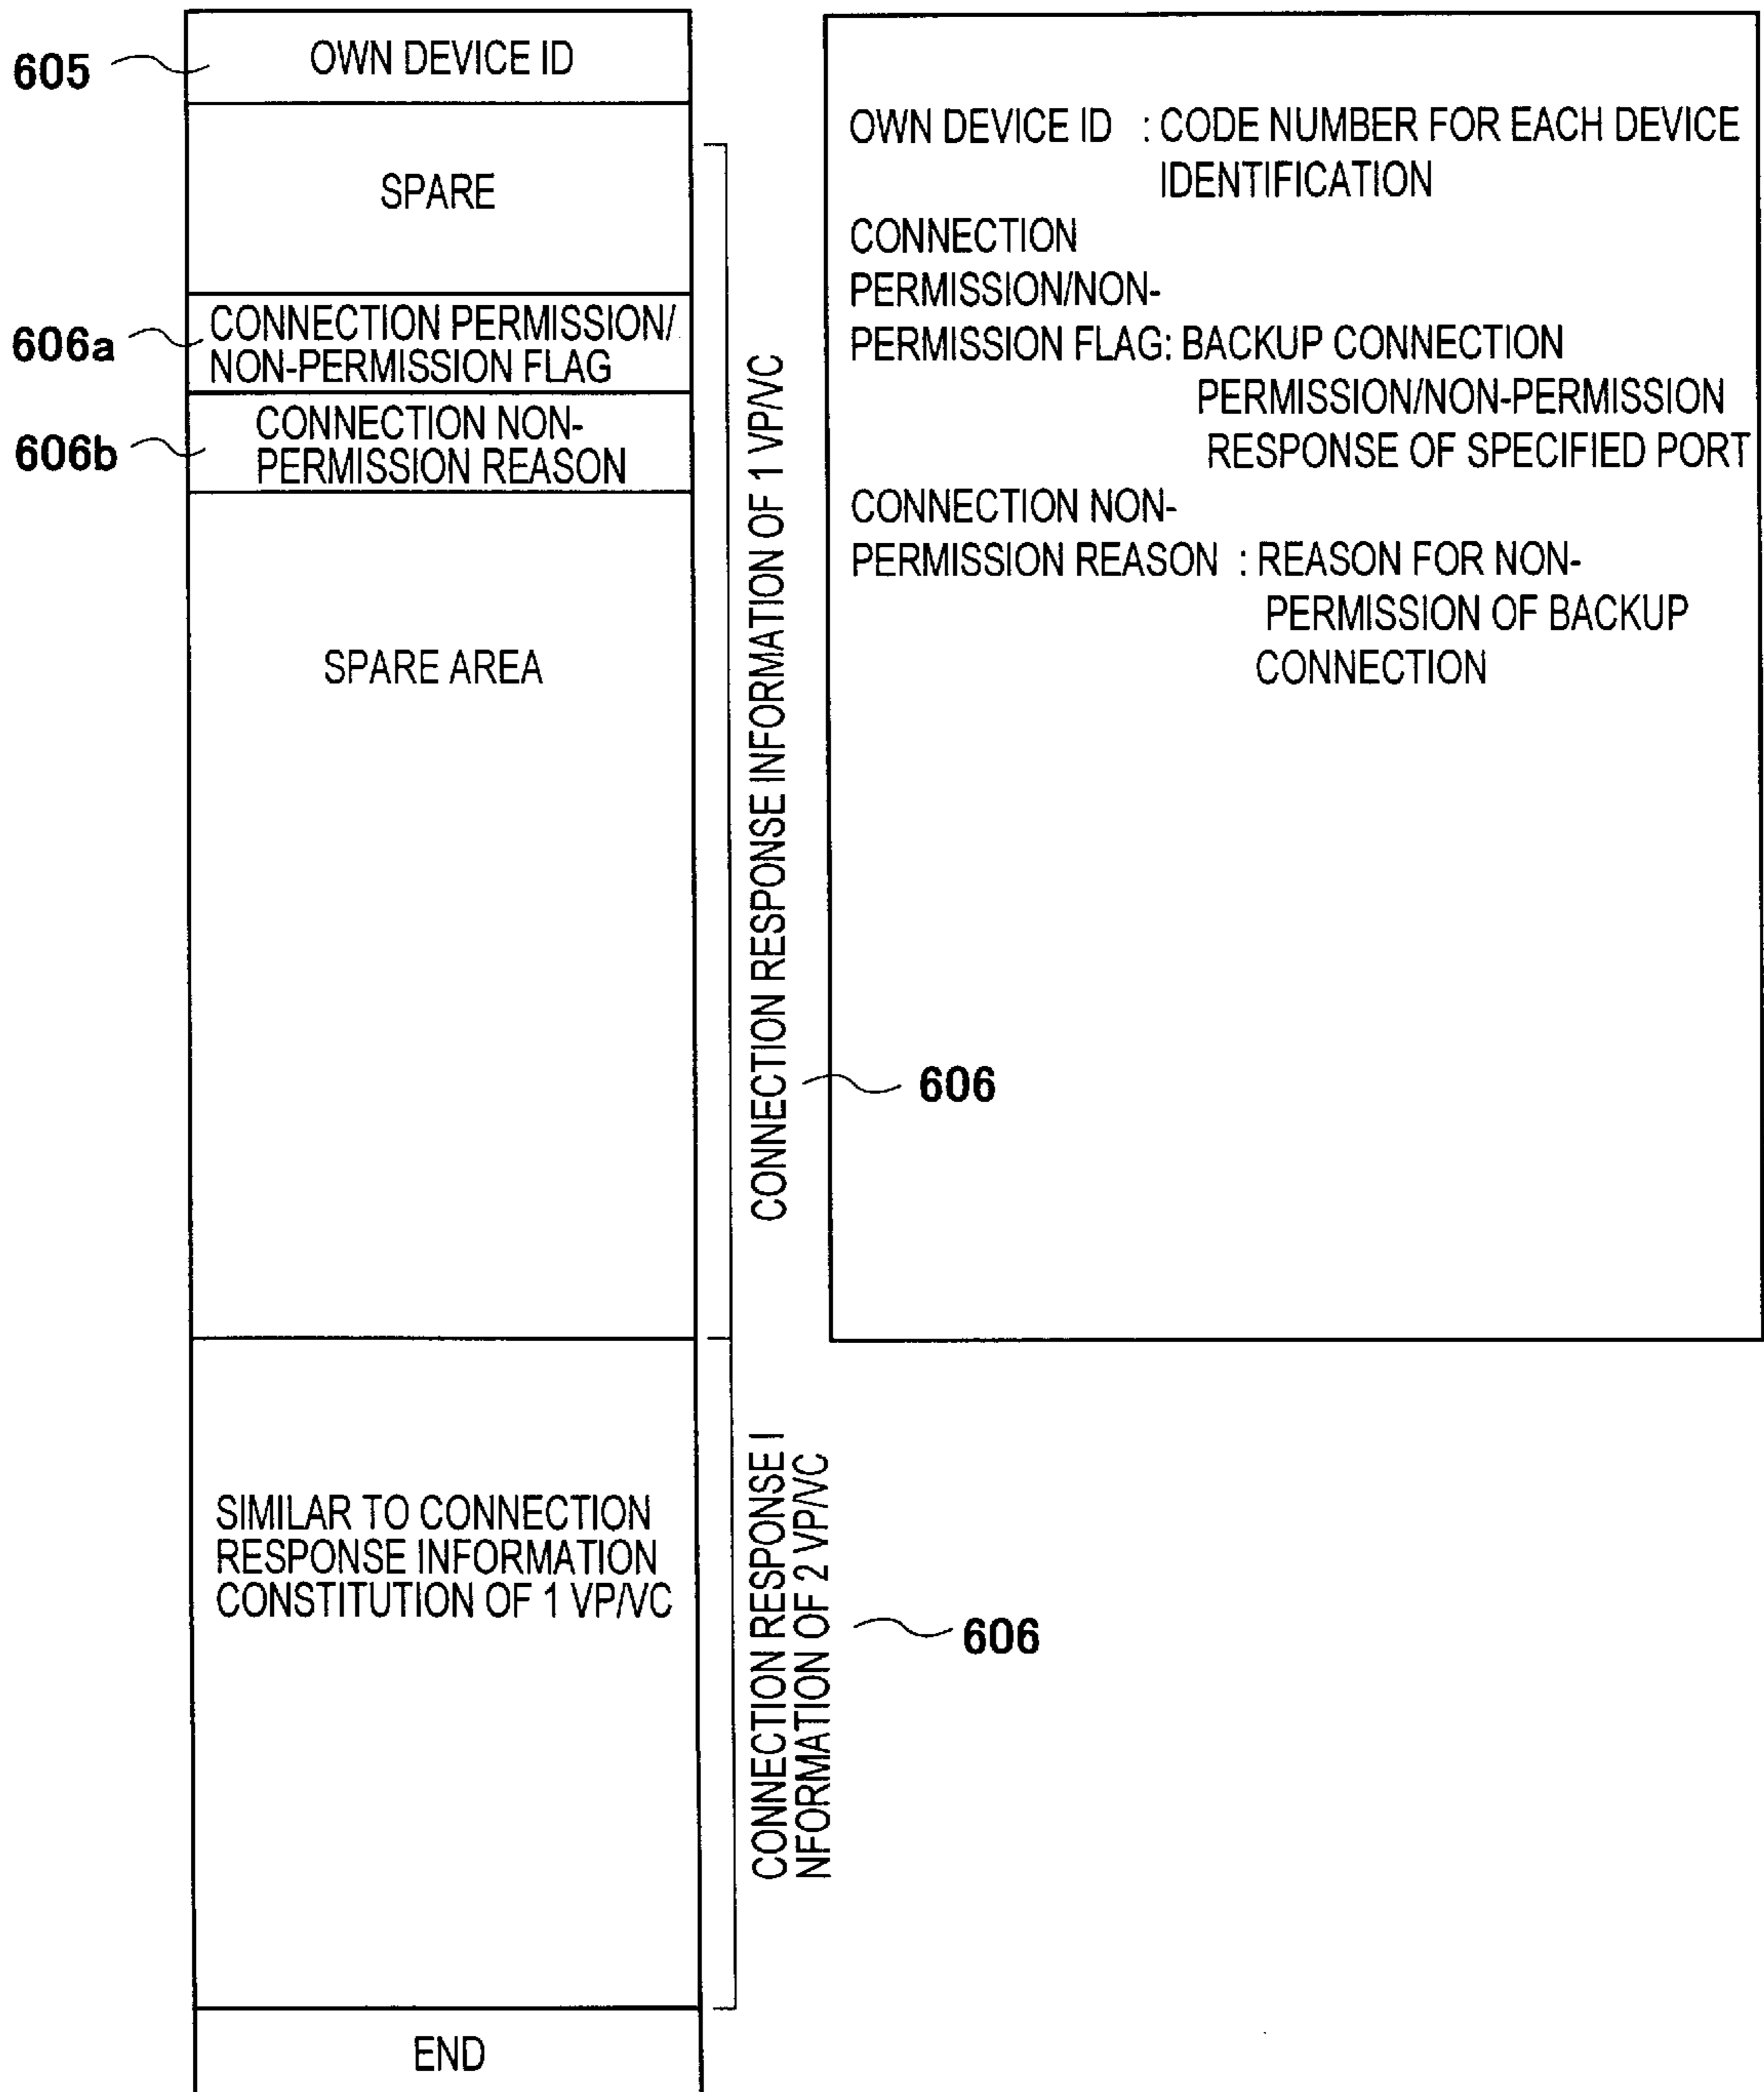 605
OWN DEVICE ID
SPARE
606a
CONNECTION PERMISSION/
NON-PERMISSION FLAG
606b
CONNECTION NON-
PERMISSION REASON
SPARE AREA
CONNECTION RESPONSE INFORMATION OF 1 VP/VC
606
SIMILAR TO CONNECTION
RESPONSE INFORMATION
CONSTITUTION OF 1 VP/VC
CONNECTION RESPONSE I
NFORMATION OF 2 VP/VC
606
END
OWN DEVICE ID : CODE NUMBER FOR EACH DEVICE
IDENTIFICATION
CONNECTION
PERMISSION/NON-
PERMISSION FLAG: BACKUP CONNECTION
PERMISSION/NON-PERMISSION
RESPONSE OF SPECIFIED PORT
CONNECTION NON-
PERMISSION REASON : REASON FOR NON-
PERMISSION OF BACKUP
CONNECTION